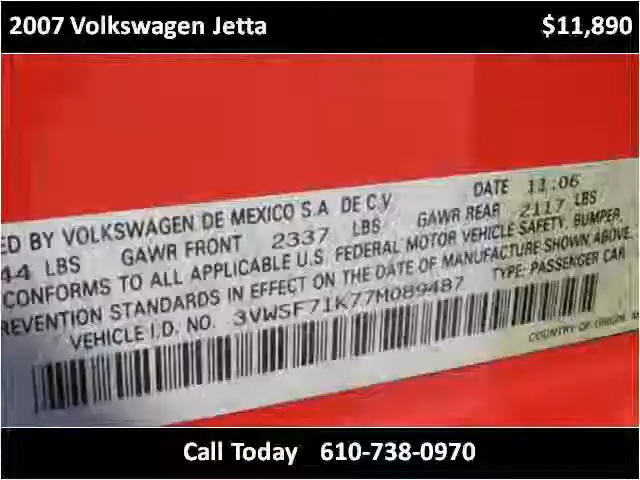 2007 Volkswagen Jetta $11,890
ED BY VOLKSWAGEN DE MEXICO S.A DE C.V. DATE 11:06
44 LBS GAWR FRONT 2337 LBS GAWR REAR 2117 LBS
CONFORMS TO ALL APPLICABLE U.S. FEDERAL MOTOR VEHICLE SAFETY, BUMPER,
REVENTION STANDARDS IN EFFECT ON THE DATE OF MANUFACTURE SHOWN ABOVE.
VEHICLE I.D. NO. 3VWSF71K77M089487 TYPE: PASSENGER CAR
COUNTRY OF ORIGIN, M
Call Today 610-738-0970